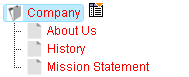 Company
About Us
History
Mission Statement